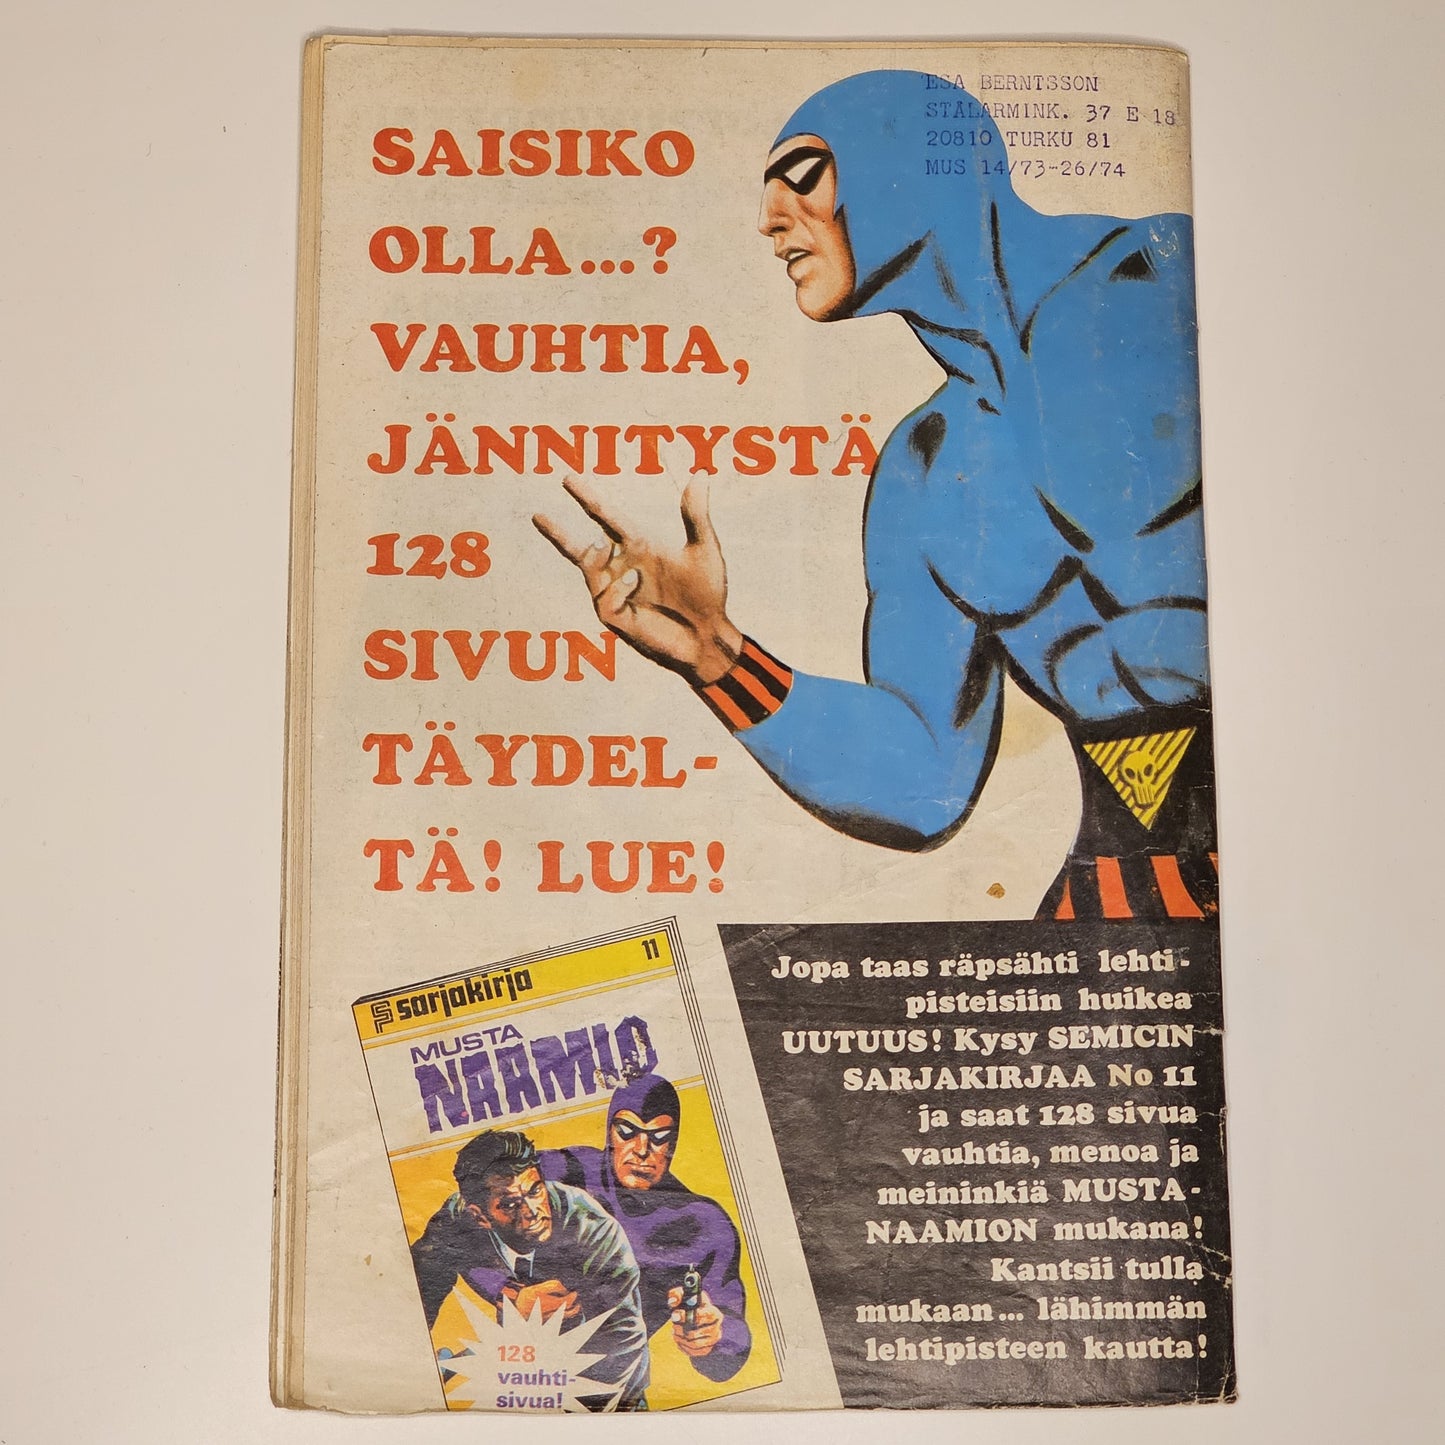 ESA BERNTSSON
STÅLARMINK. 37 E 18
20810 TURKU 81
MUS 14/73-26/74
SAISIKO
OLLA...?
VAUHTIA,
JÄNNITYSTÄ
128
SIVUN
TÄYDEL-
TÄ! LUE!
sarjakirja 11
MUSTA
NAAMIO
128
vauhti-
sivua!
Jopa taas räpsähti lehti-
pisteisiin huikea
UUTUUS! Kysy SEMICIN
SARJAKIRJAA No 11
ja saat 128 sivua
vauhtia, menoa ja
meininkiä MUSTA-
NAAMION mukana!
Kantsii tulla
mukaan... lähimmän
lehtipisteen kautta!